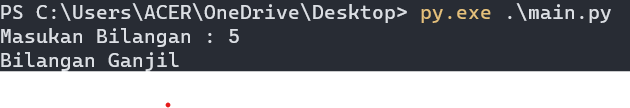 PS C:\Users\ACER\OneDrive\Desktop> py.exe .\main.py
Masukan Bilangan : 5
Bilangan Ganjil